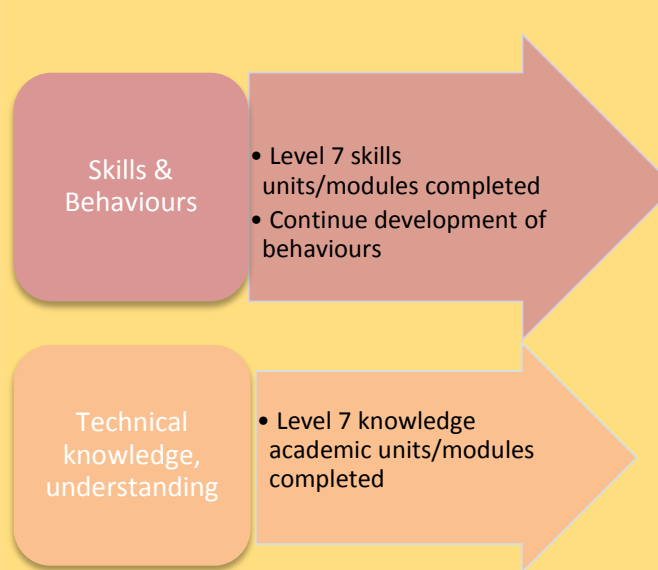 Skills &
Behaviours
• Level 7 skills
units/modules completed
• Continue development of
behaviours
Technical
knowledge,
understanding
• Level 7 knowledge
academic units/modules
completed